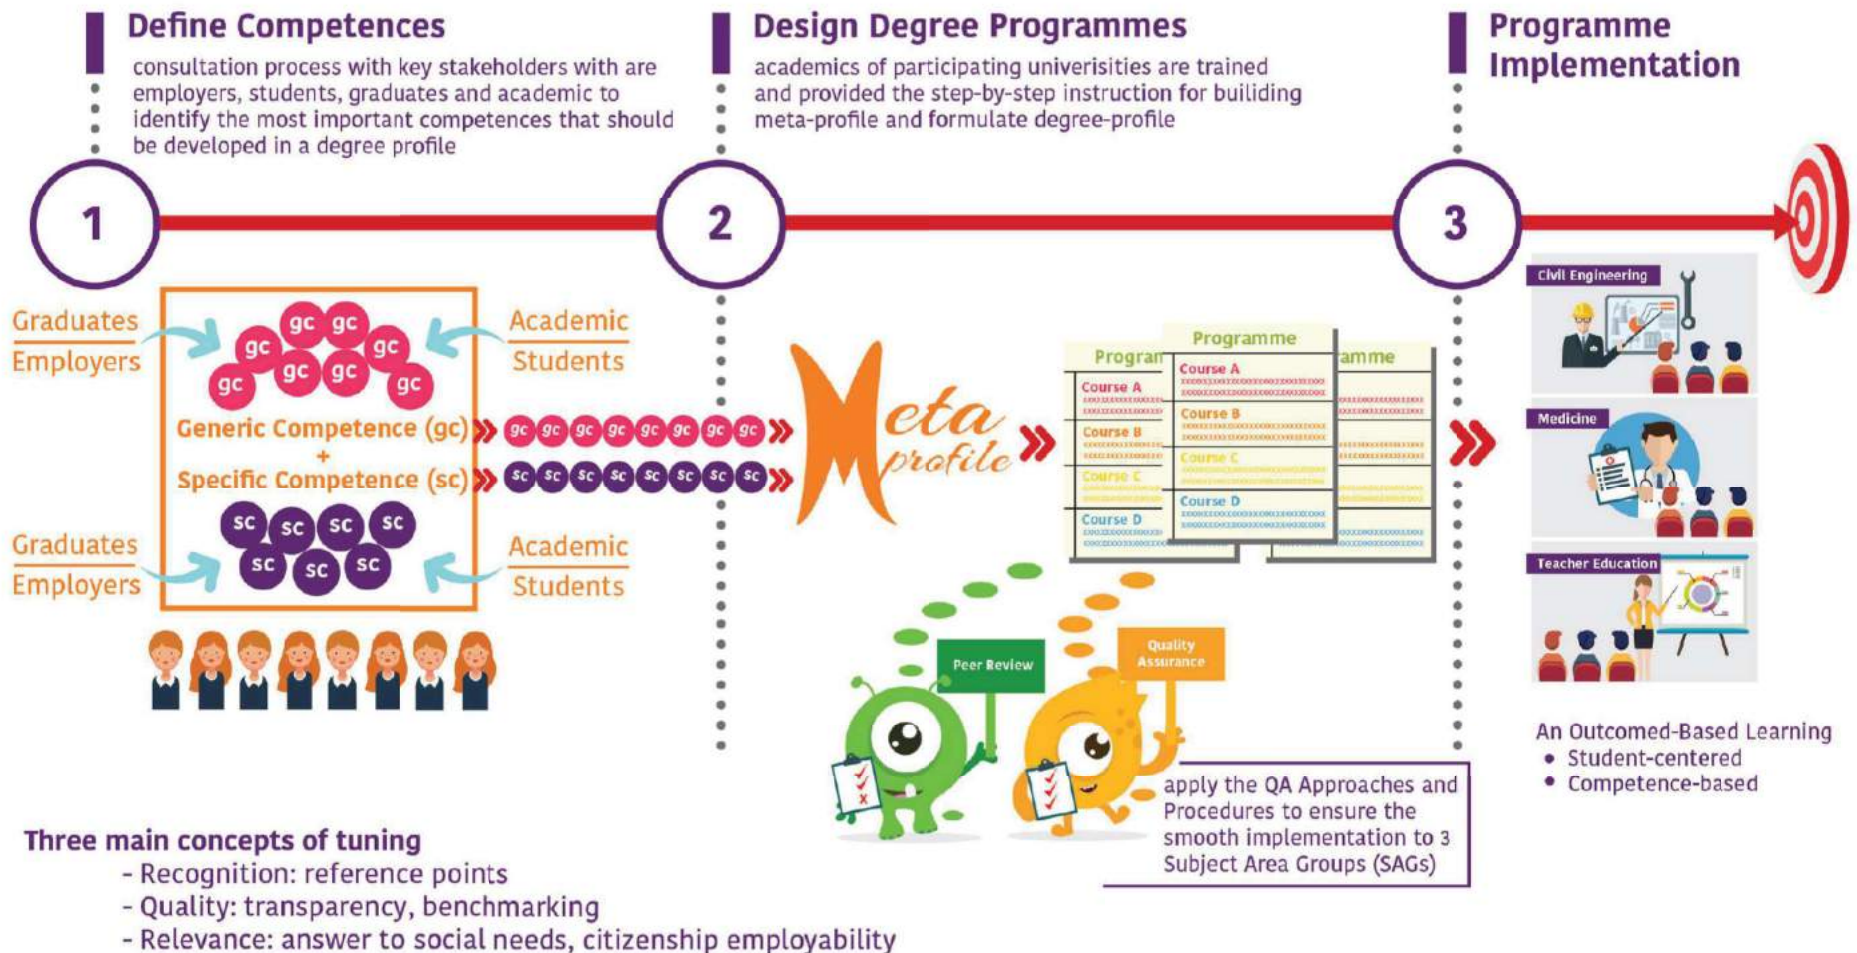 Define Competences
consultation process with key stakeholders with are
employers, students, graduates and academic to
identify the most important competences that should
be developed in a degree profile
Design Degree Programmes
academics of participating univerisities are trained
and provided the step-by-step instruction for builiding
meta-profile and formulate degree-profile
Programme
Implementation
1
2
3
Graduates
Employers
gc gc
gc gc
gc gc
gc gc
Academic
Students
Generic Competence (gc)
+
Specific Competence (sc)
gc gc gc gc gc gc gc gc
sc sc sc sc sc sc sc sc
sc sc sc sc
sc sc sc
Graduates
Employers
Academic
Students
Meta
profile
Program
Course A
Course B
Course C
Course D
Programme
Course A
Course B
Course C
Course D
ramme
Peer Review
Quality
Assurance
apply the QA Approaches and
Procedures to ensure the
smooth implementation to 3
Subject Area Groups (SAGs)
Civil Engineering
Medicine
Teacher Education
An Outcomed-Based Learning
• Student-centered
• Competence-based
Three main concepts of tuning
- Recognition: reference points
- Quality: transparency, benchmarking
- Relevance: answer to social needs, citizenship employability